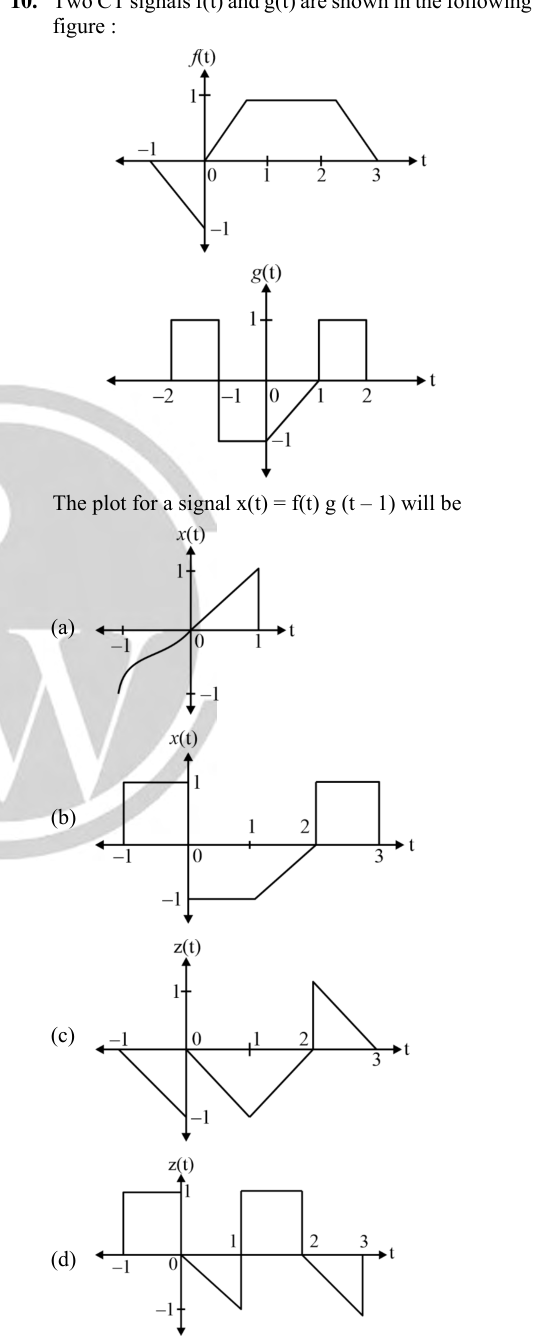 10. Two CT signals f(t) and g(t) are shown in the following
figure :
f(t)
1
–1
0 1 2 3 t
–1
g(t)
1
–2 –1 0 1 2 t
–1
The plot for a signal x(t) = f(t) g (t – 1) will be
x(t)
1
(a)
–1 0 1 t
–1
x(t)
1
(b)
1 2
–1 0 3 t
–1
z(t)
1
(c)
–1 0 1 2 3 t
–1
z(t)
1
(d)
1 2 3 t
–1 0
–1
W